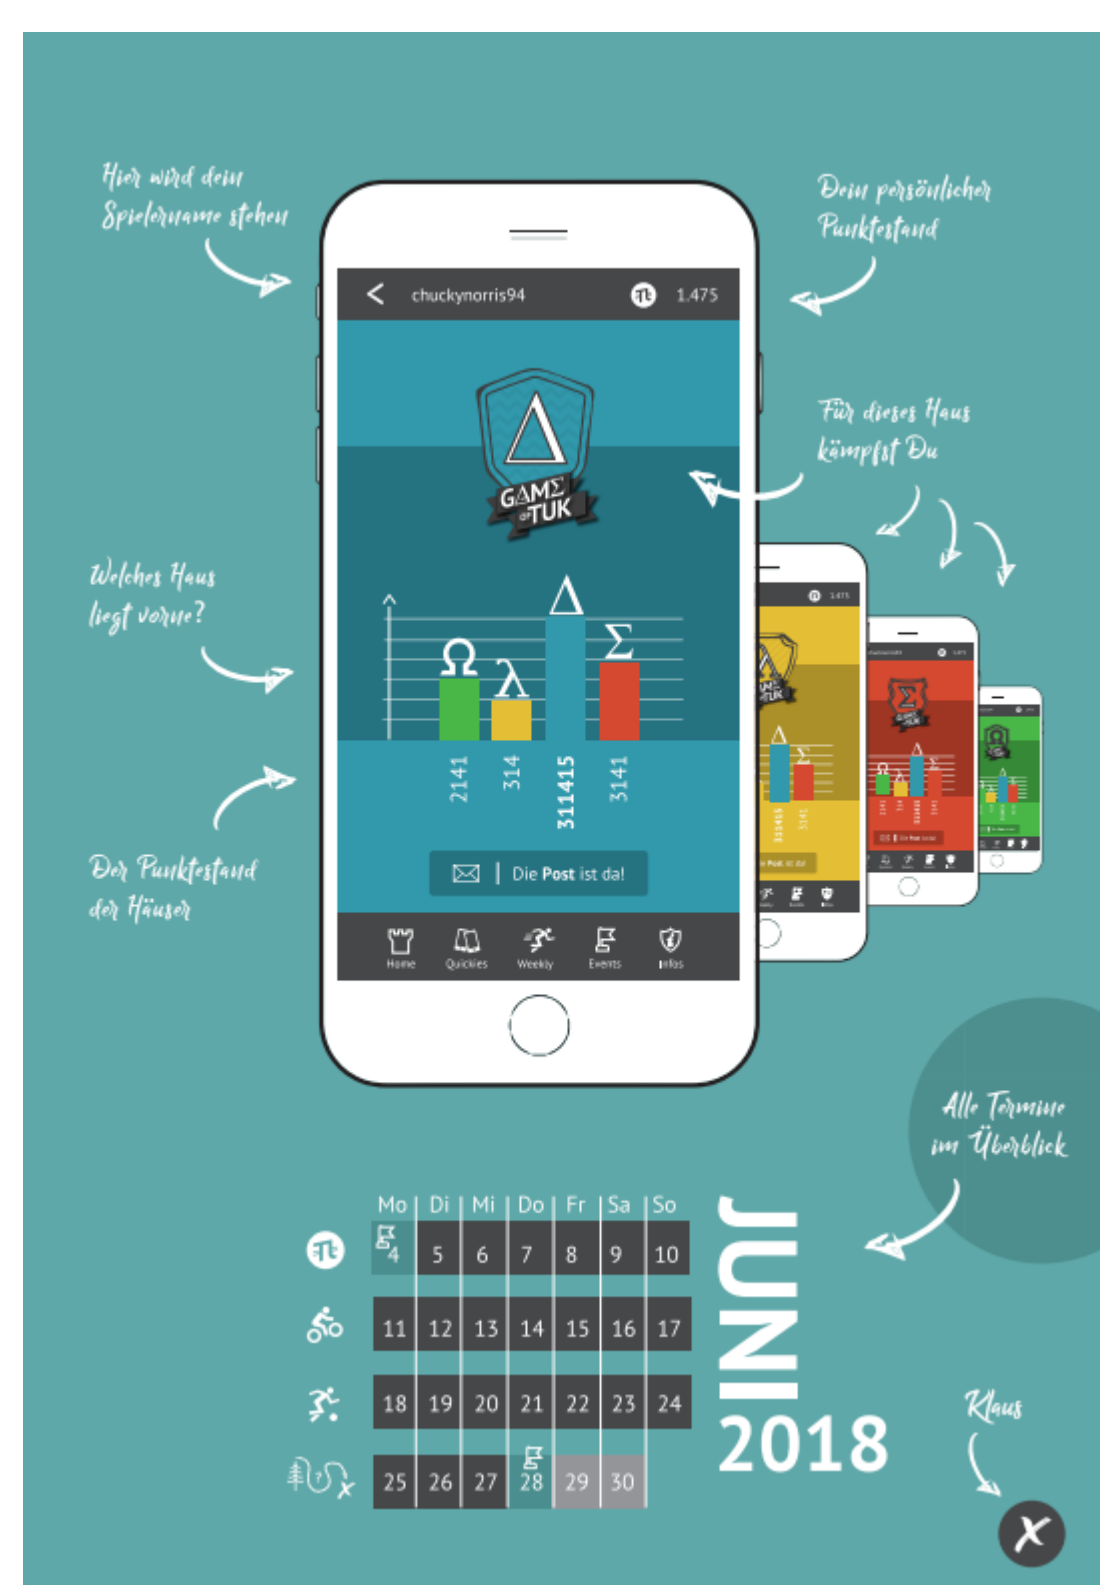 Hier wird dein
Spielername stehen
Dein persönlicher
Punktestand
chuckynorris94
1.475
Für dieses Haus
kämpfst Du
Δ
GAMΣ
OF TUK
Welches Haus
liegt vorne?
Ω
λ
Δ
Σ
2141
314
311415
3141
Der Punktestand
der Häuser
Die Post ist da!
Home
Quickies
Weekly
Events
Infos
Δ
Σ
311415
3141
Ω
λ
Δ
Σ
Alle Termine
im Überblick
Mo Di Mi Do Fr Sa So
4 5 6 7 8 9 10
11 12 13 14 15 16 17
18 19 20 21 22 23 24
25 26 27 28 29 30
JUNI
2018
Klaus
X